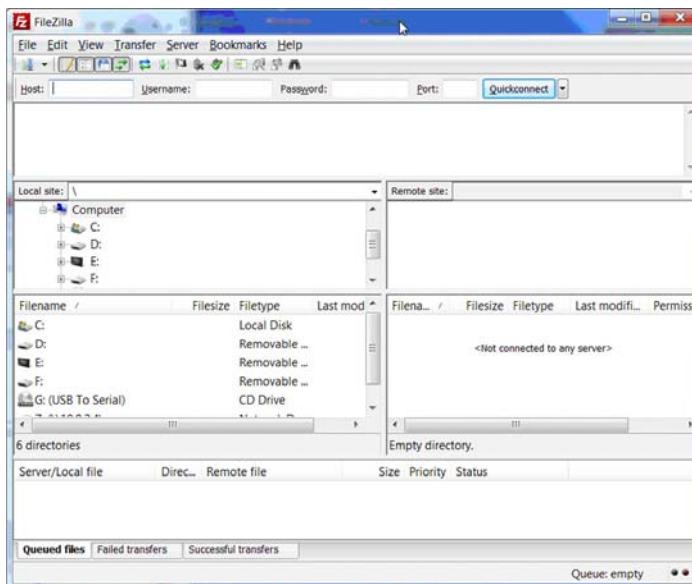 FileZilla
File Edit View Transfer Server Bookmarks Help
Host: Username: Password: Port: Quickconnect
Local site: \ Remote site:
Computer
C:
D:
E:
F:
Filename / Filesize Filetype Last mod
C: Local Disk
D: Removable ...
E: Removable ...
F: Removable ...
G: (USB To Serial) CD Drive
6 directories
Filena... / Filesize Filetype Last modifi... Permiss
<Not connected to any server>
Empty directory.
Server/Local file Direc... Remote file Size Priority Status
Queued files Failed transfers Successful transfers
Queue: empty